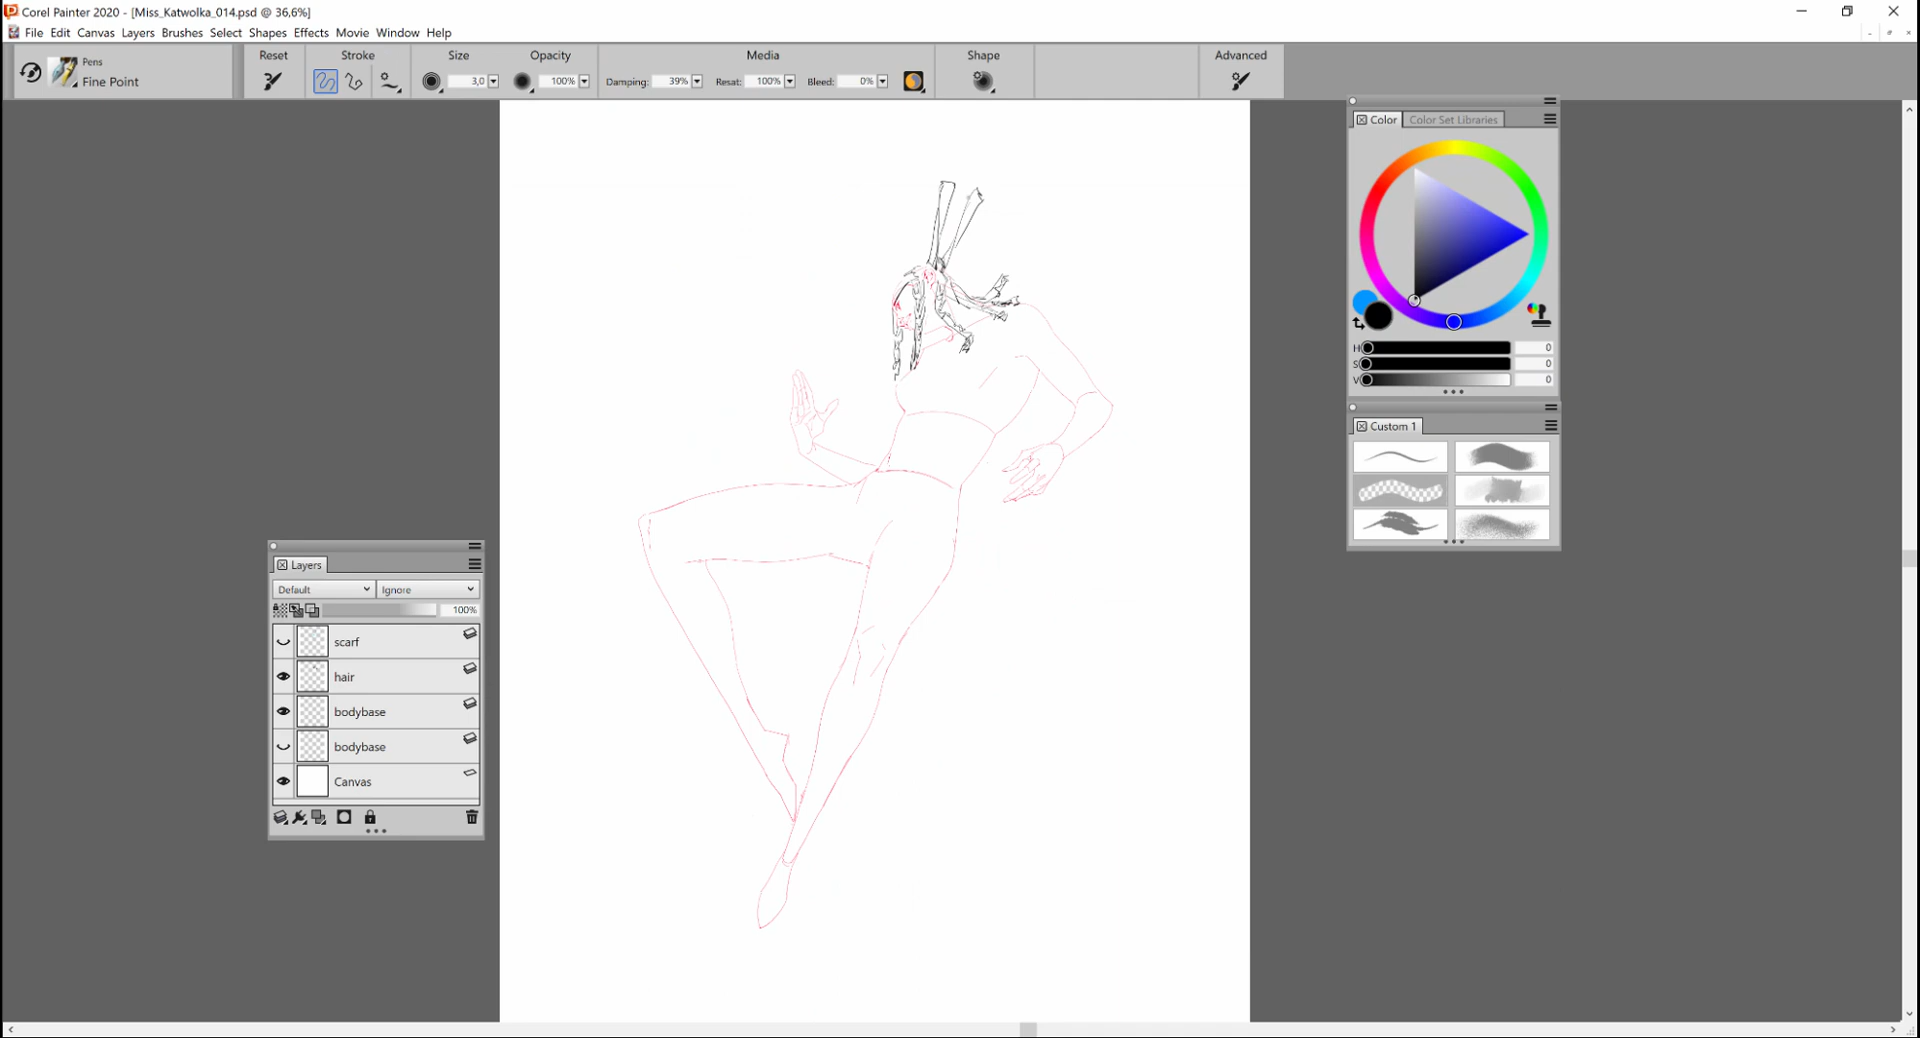 Corel Painter 2020 - [Miss_Katwolka_014.psd @ 36,6%]
File Edit Canvas Layers Brushes Select Shapes Effects Movie Window Help
Pens
Fine Point
Reset
Stroke
Size
3,0
Opacity
100%
Media
Damping: 39% Resat: 100% Bleed: 0%
Shape
Advanced
Color Color Set Libraries
H 0
S 0
V 0
Custom 1
Layers
Default Ignore
100%
scarf
hair
bodybase
bodybase
Canvas